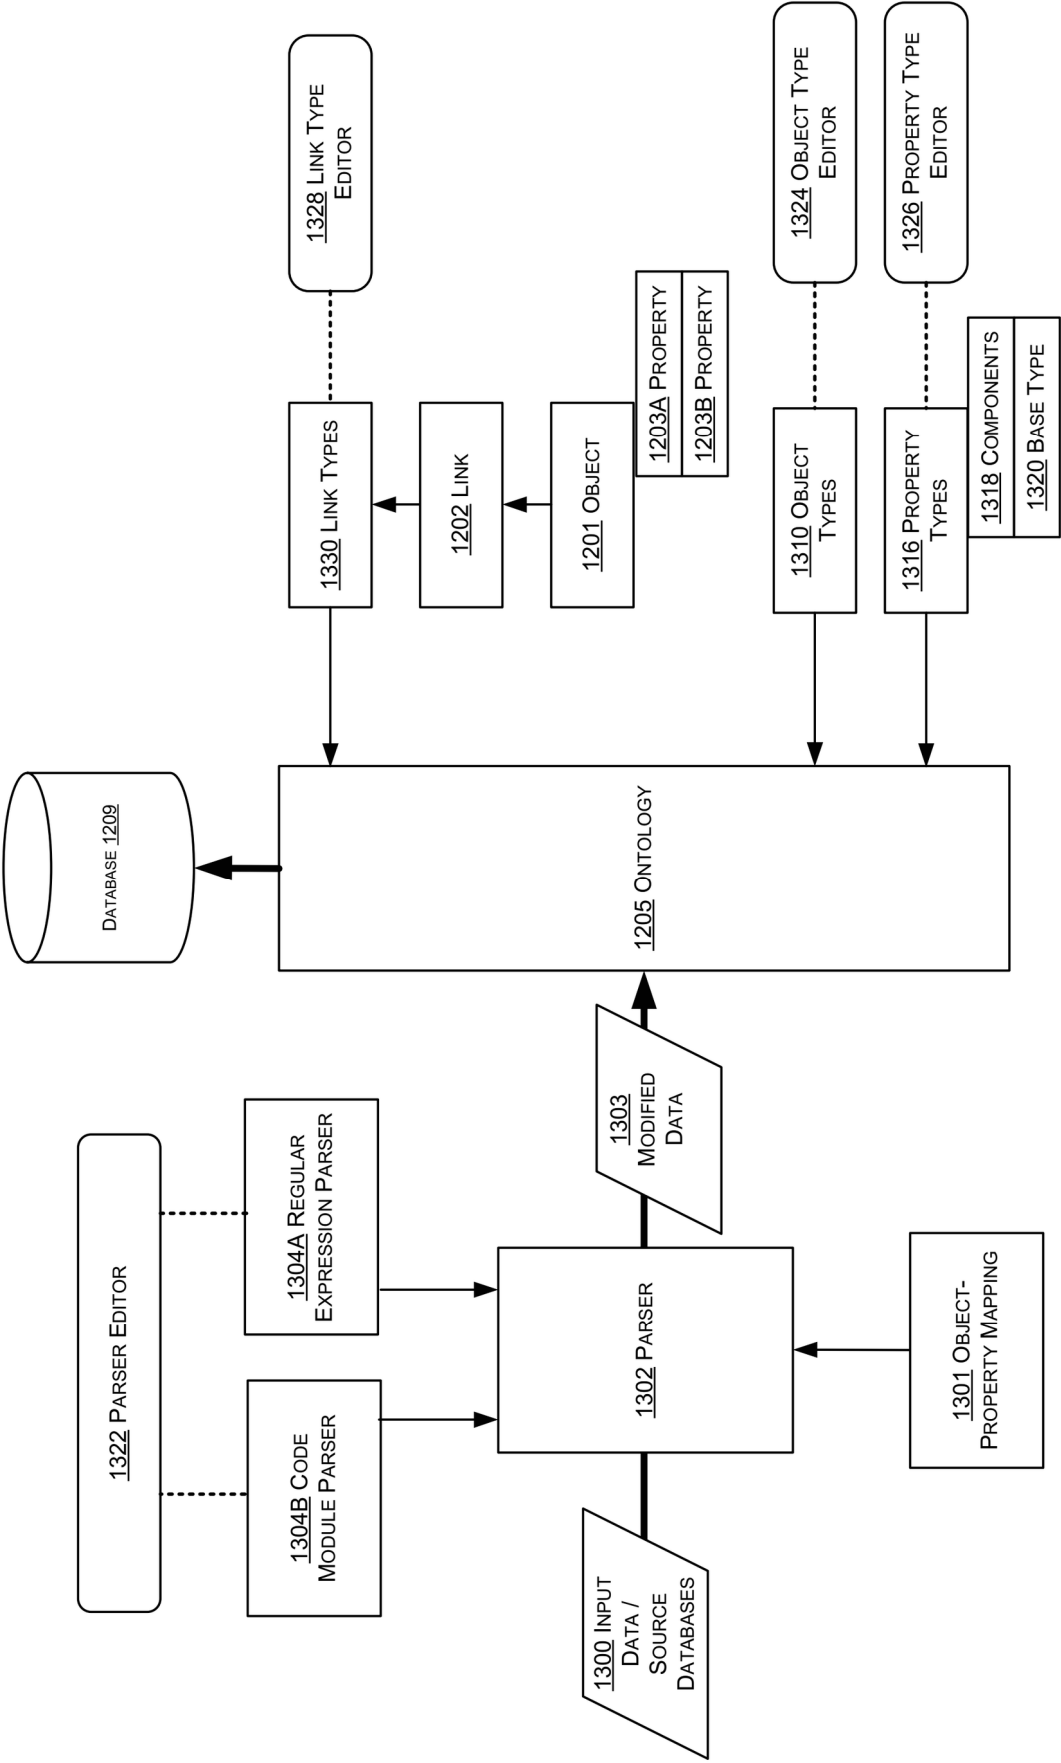 1322 PARSER EDITOR
1304B CODE
MODULE PARSER
1304A REGULAR
EXPRESSION PARSER
1300 INPUT
DATA /
SOURCE
DATABASES
1302 PARSER
1301 OBJECT-
PROPERTY MAPPING
1303
MODIFIED
DATA
DATABASE 1209
1205 ONTOLOGY
1330 LINK TYPES
1328 LINK TYPE
EDITOR
1202 LINK
1201 OBJECT
1203A PROPERTY
1203B PROPERTY
1310 OBJECT
TYPES
1324 OBJECT TYPE
EDITOR
1316 PROPERTY
TYPES
1326 PROPERTY TYPE
EDITOR
1318 COMPONENTS
1320 BASE TYPE